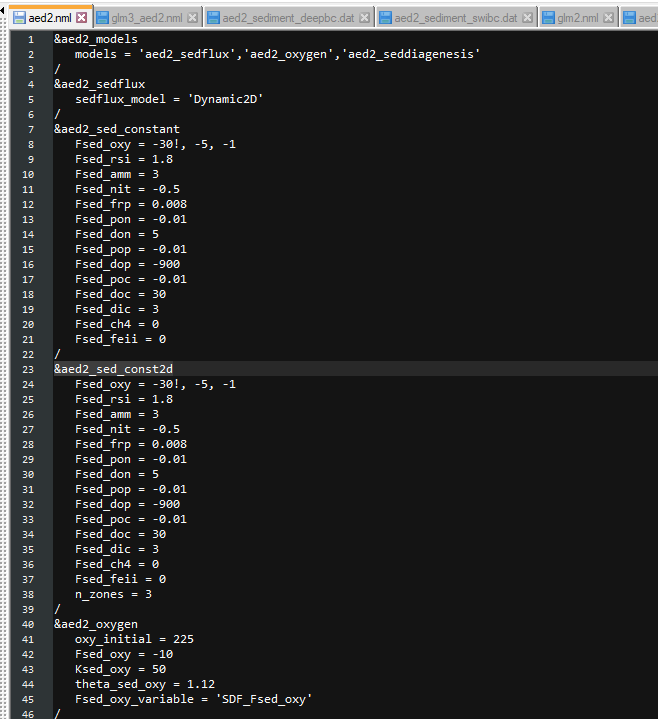 aed2.nml glm3_aed2.nml aed2_sediment_deepbc.dat aed2_sediment_swibc.dat glm2.nml aed
1 &aed2_models
2 models = 'aed2_sedflux','aed2_oxygen','aed2_seddiagenesis'
3 /
4 &aed2_sedflux
5 sedflux_model = 'Dynamic2D'
6 /
7 &aed2_sed_constant
8 Fsed_oxy = -30!, -5, -1
9 Fsed_rsi = 1.8
10 Fsed_amm = 3
11 Fsed_nit = -0.5
12 Fsed_frp = 0.008
13 Fsed_pon = -0.01
14 Fsed_don = 5
15 Fsed_pop = -0.01
16 Fsed_dop = -900
17 Fsed_poc = -0.01
18 Fsed_doc = 30
19 Fsed_dic = 3
20 Fsed_ch4 = 0
21 Fsed_feii = 0
22 /
23 &aed2_sed_const2d
24 Fsed_oxy = -30!, -5, -1
25 Fsed_rsi = 1.8
26 Fsed_amm = 3
27 Fsed_nit = -0.5
28 Fsed_frp = 0.008
29 Fsed_pon = -0.01
30 Fsed_don = 5
31 Fsed_pop = -0.01
32 Fsed_dop = -900
33 Fsed_poc = -0.01
34 Fsed_doc = 30
35 Fsed_dic = 3
36 Fsed_ch4 = 0
37 Fsed_feii = 0
38 n_zones = 3
39 /
40 &aed2_oxygen
41 oxy_initial = 225
42 Fsed_oxy = -10
43 Ksed_oxy = 50
44 theta_sed_oxy = 1.12
45 Fsed_oxy_variable = 'SDF_Fsed_oxy'
46 /